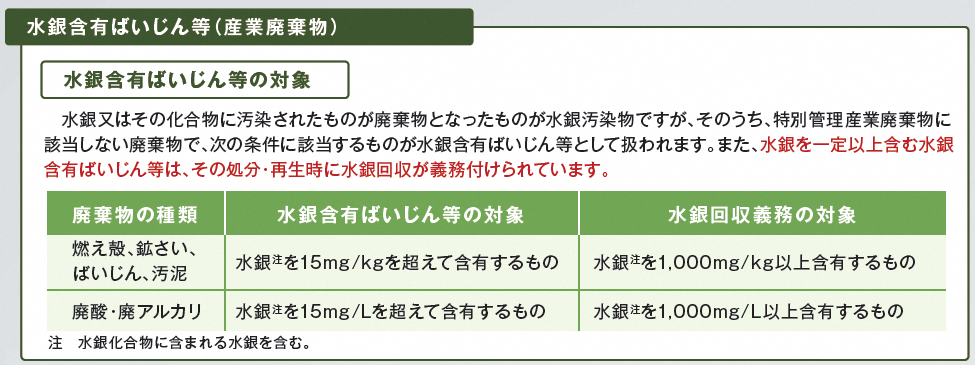 水銀含有ばいじん等（産業廃棄物）
水銀含有ばいじん等の対象
水銀又はその化合物に汚染されたものが廃棄物となったものが水銀汚染物ですが、そのうち、特別管理産業廃棄物に
該当しない廃棄物で、次の条件に該当するものが水銀含有ばいじん等として扱われます。また、水銀を一定以上含む水銀
含有ばいじん等は、その処分・再生時に水銀回収が義務付けられています。
廃棄物の種類 水銀含有ばいじん等の対象 水銀回収義務の対象
燃え殻、鉱さい、
ばいじん、汚泥 水銀注を15mg/kgを超えて含有するもの 水銀注を1,000mg/kg以上含有するもの
廃酸・廃アルカリ 水銀注を15mg/Lを超えて含有するもの 水銀注を1,000mg/L以上含有するもの
注　水銀化合物に含まれる水銀を含む。